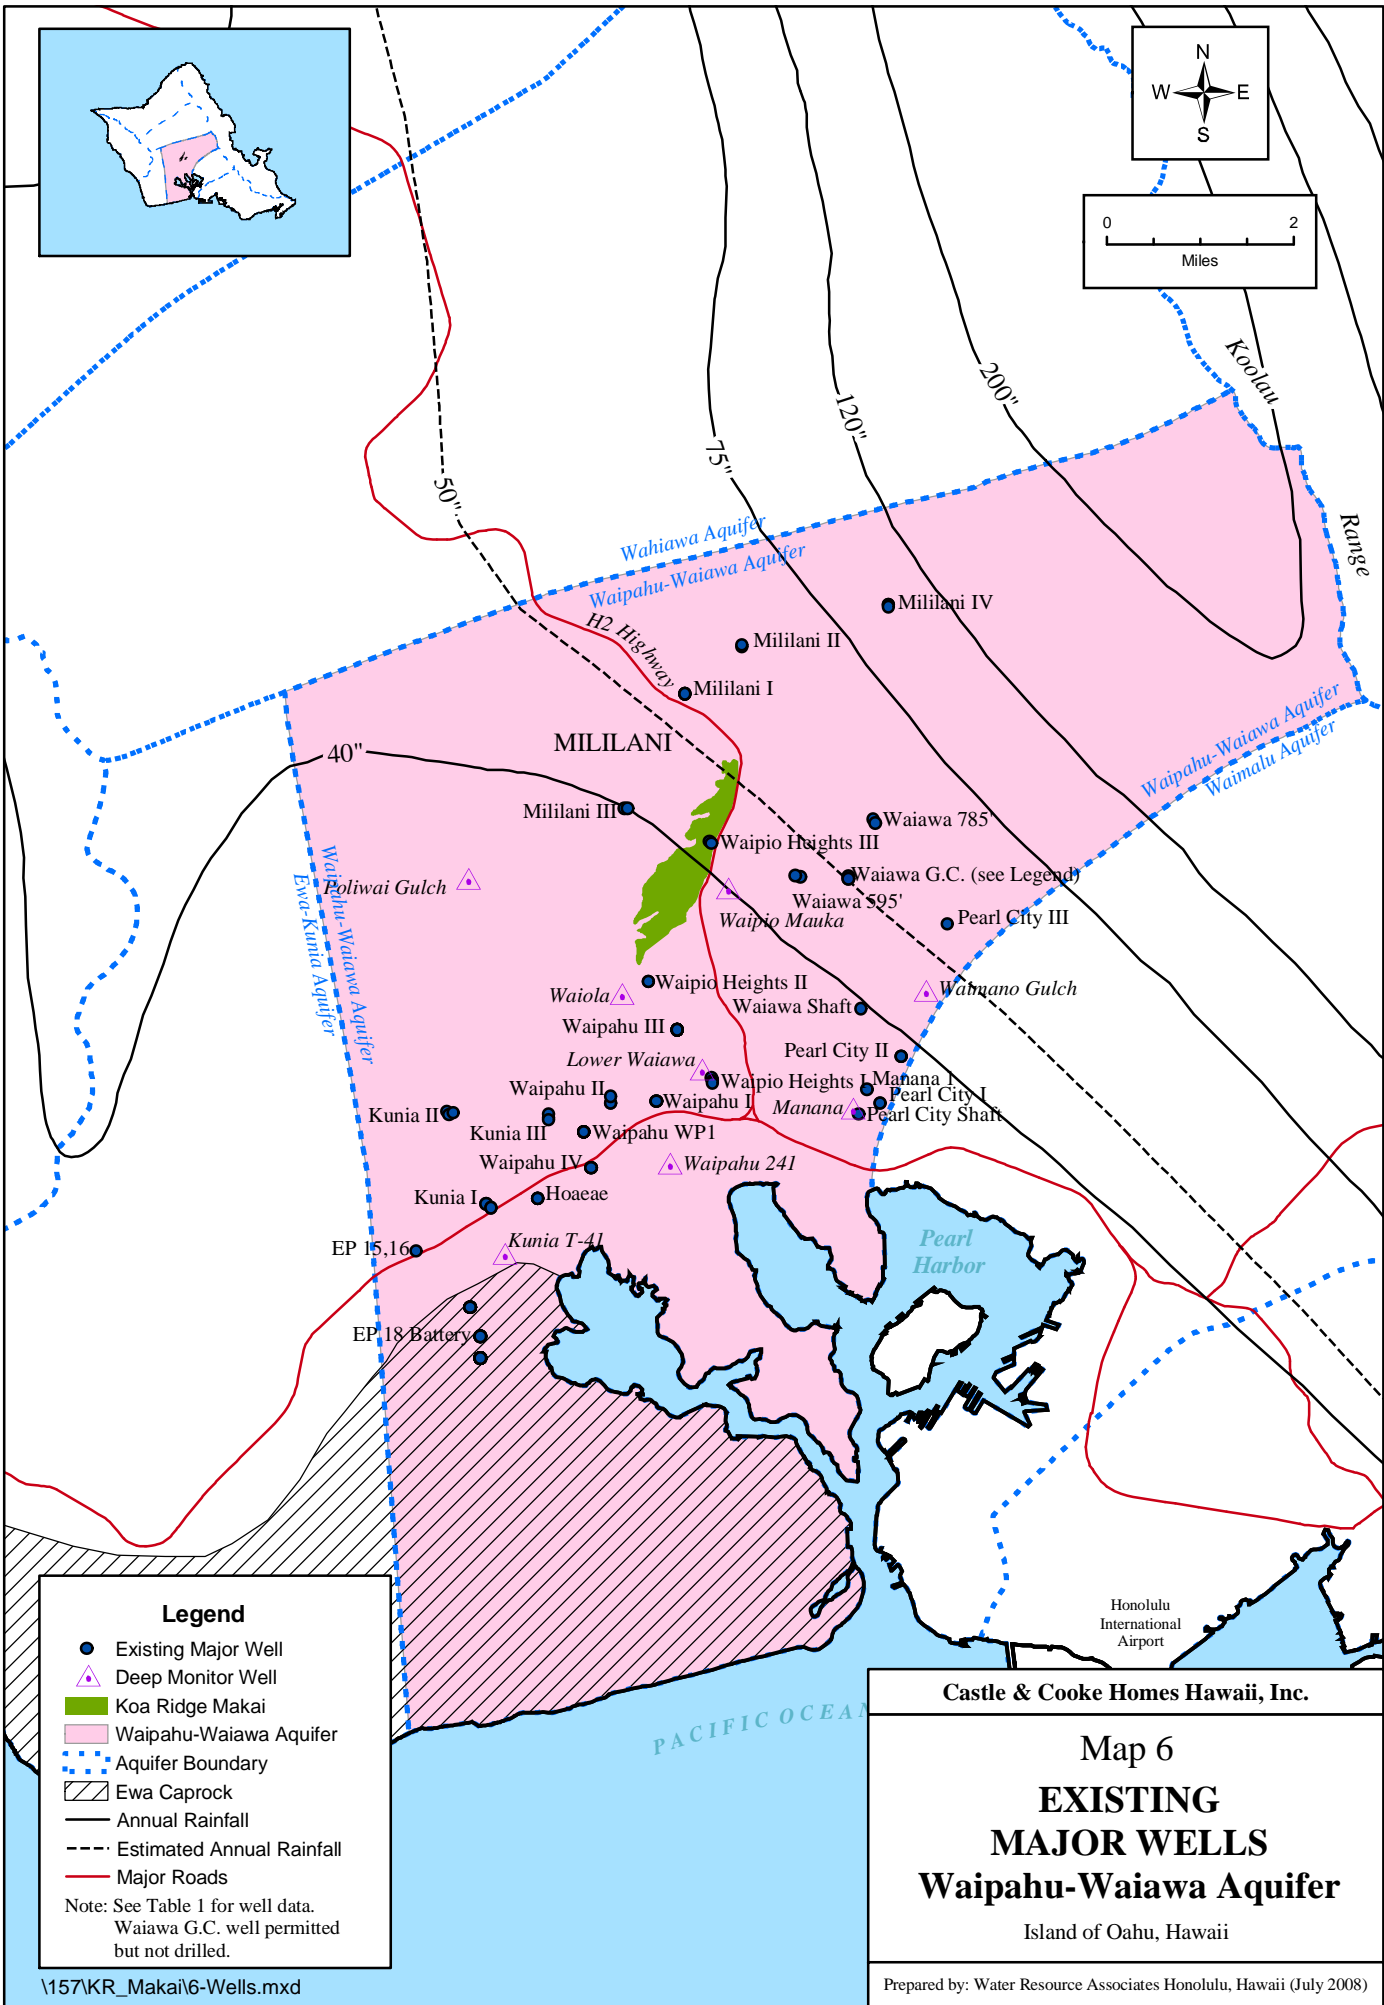 N
W E
S
0 2
Miles
Koolau
Range
200"
120"
75"
50"
40"
Wahiawa Aquifer
Waipahu-Waiawa Aquifer
H2 Highway
Mililani IV
Mililani II
Mililani I
MILILANI
Waipahu-Waiawa Aquifer
Waimalu Aquifer
Mililani III
Waiawa 785'
Waipio Heights III
Waiawa G.C. (see Legend)
Waiawa 595'
Poliwai Gulch
Waipio Mauka
Pearl City III
Waipahu-Waiawa Aquifer
Ewa-Kunia Aquifer
Waipio Heights II
Waiola
Waimano Gulch
Waiawa Shaft
Waipahu III
Pearl City II
Lower Waiawa
Waipio Heights I
Manana I
Waipahu II
Waipahu I
Pearl City I
Manana
Pearl City Shaft
Kunia II
Kunia III
Waipahu WP1
Waipahu IV
Waipahu 241
Kunia I
Hoaeae
EP 15,16
Kunia T-41
Pearl
Harbor
EP 18 Battery
Honolulu
International
Airport
PACIFIC OCEAN
Legend
Existing Major Well
Deep Monitor Well
Koa Ridge Makai
Waipahu-Waiawa Aquifer
Aquifer Boundary
Ewa Caprock
Annual Rainfall
Estimated Annual Rainfall
Major Roads
Note: See Table 1 for well data.
Waiawa G.C. well permitted
but not drilled.
\157\KR_Makai\6-Wells.mxd
Castle & Cooke Homes Hawaii, Inc.
Map 6
EXISTING
MAJOR WELLS
Waipahu-Waiawa Aquifer
Island of Oahu, Hawaii
Prepared by: Water Resource Associates Honolulu, Hawaii (July 2008)